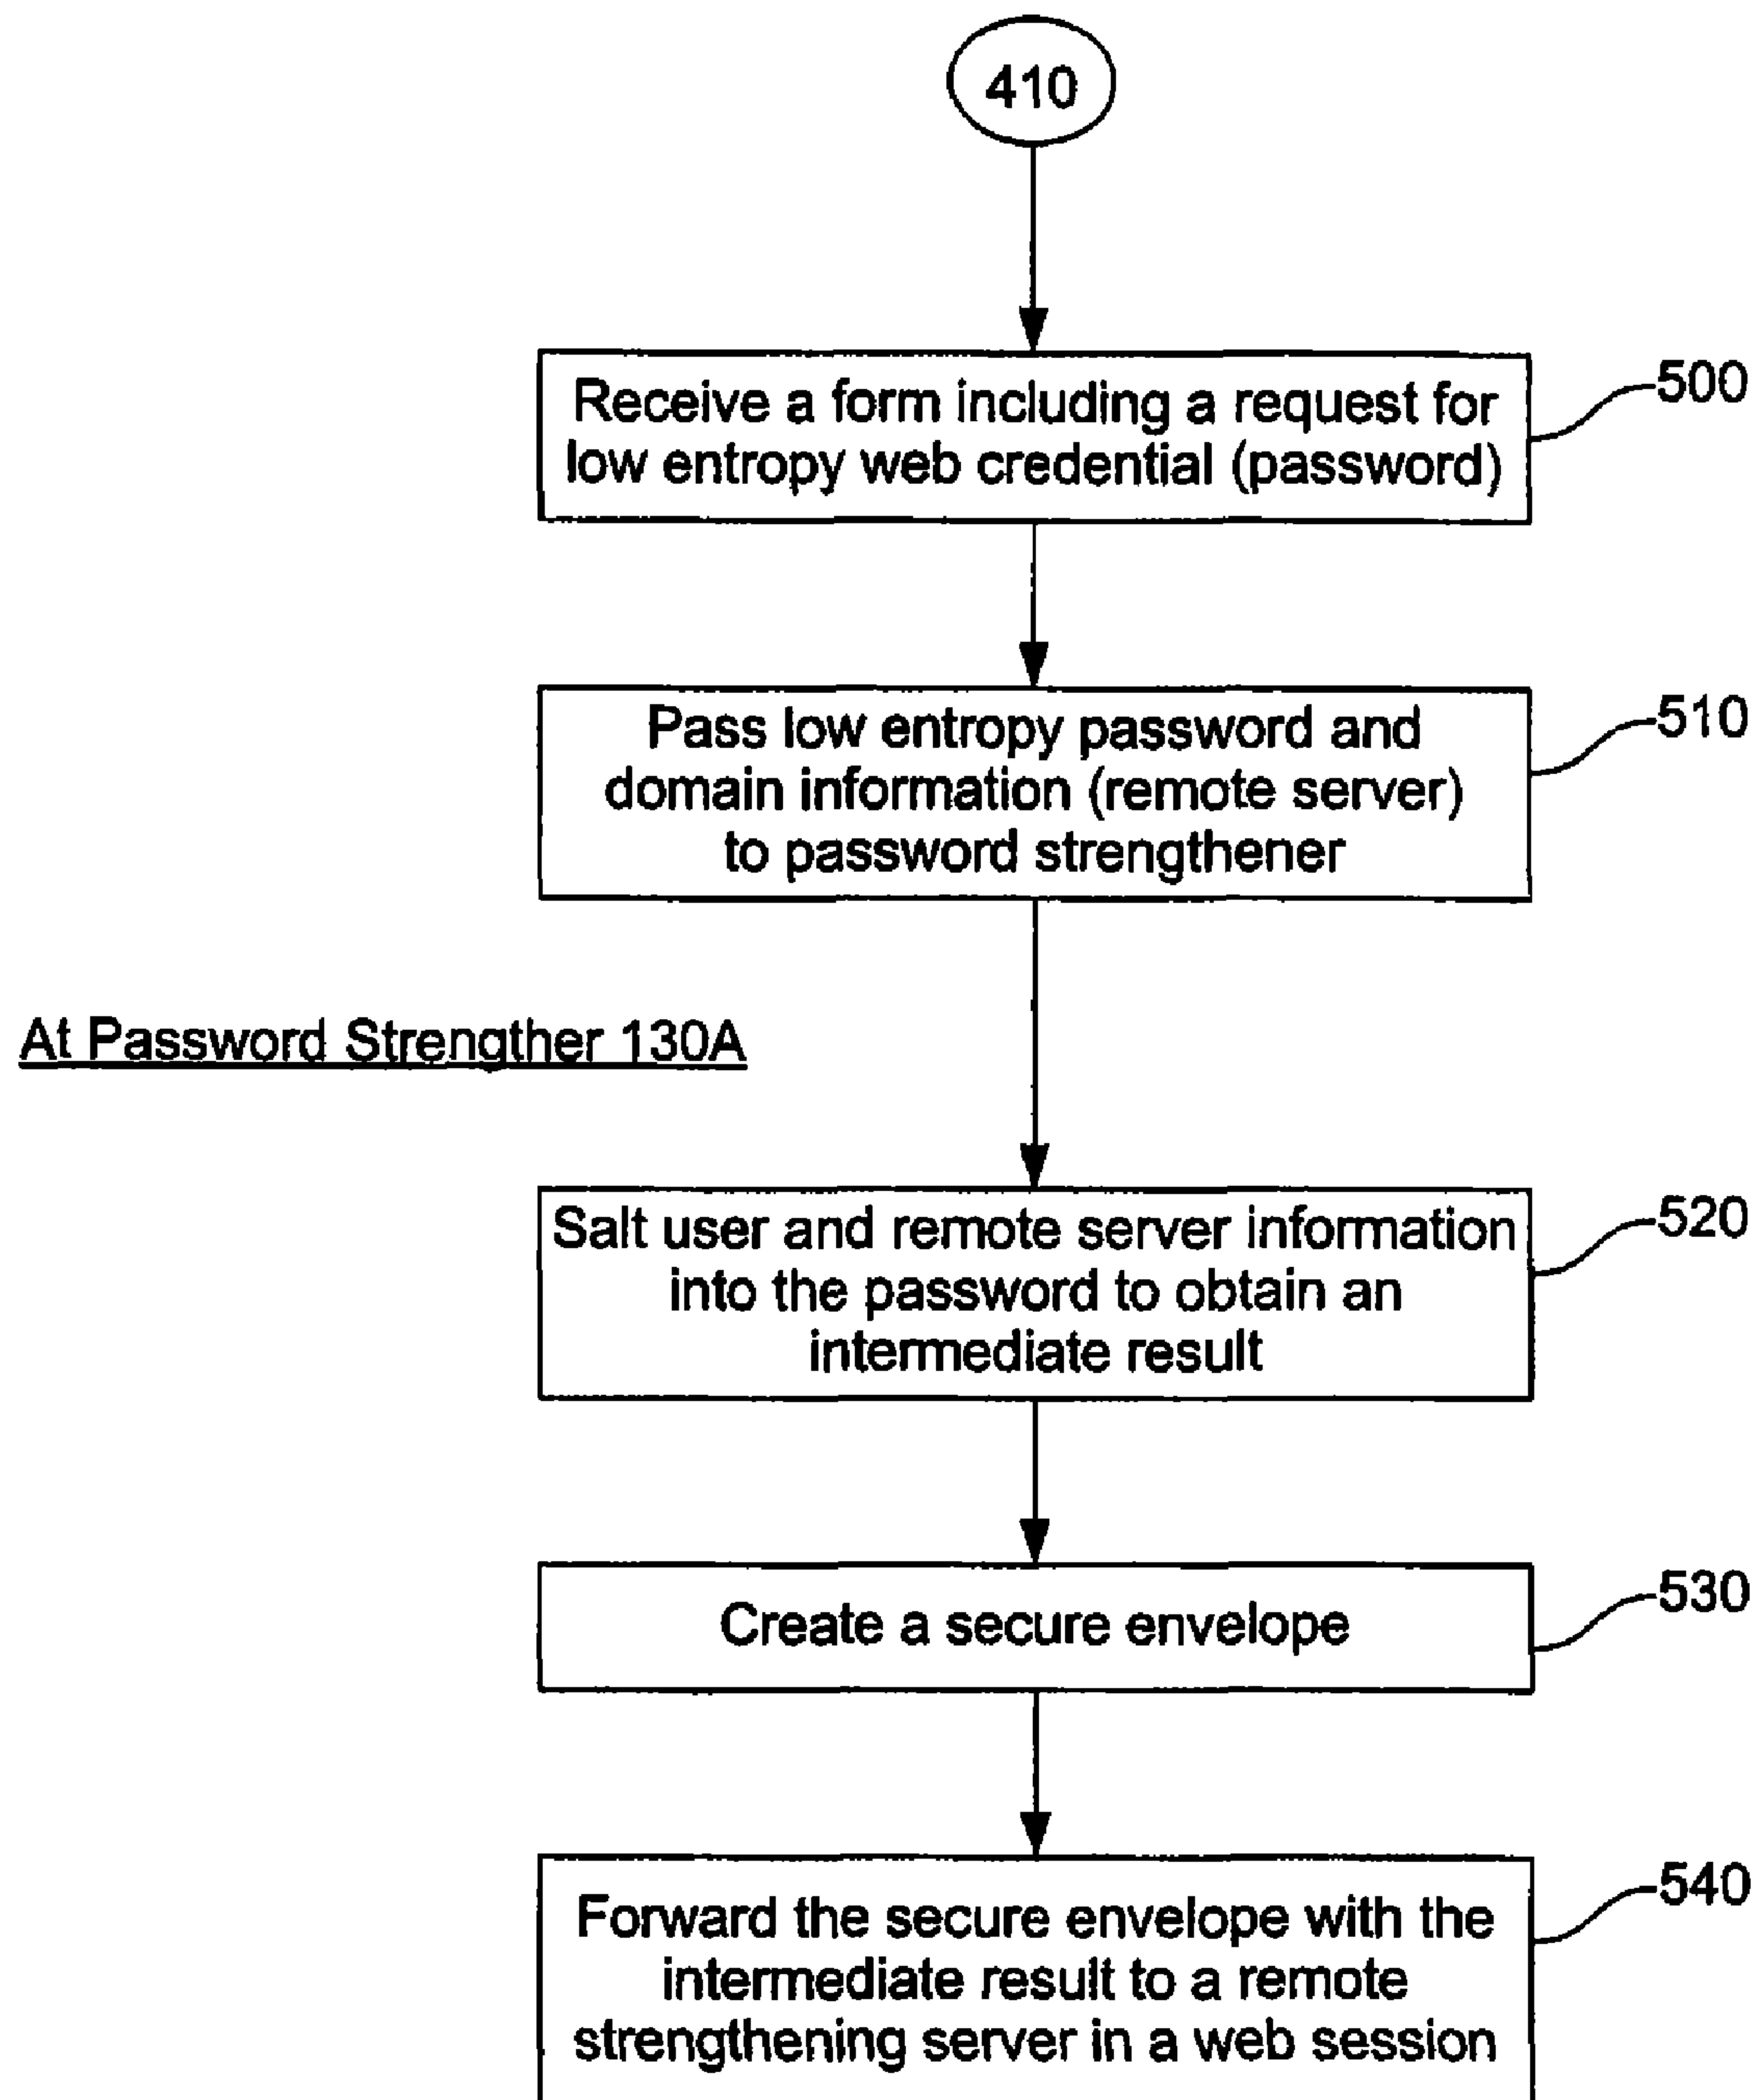 410
Receive a form including a request for
low entropy web credential (password)
500
Pass low entropy password and
domain information (remote server)
to password strengthener
510
At Password Strengther 130A
Salt user and remote server information
into the password to obtain an
intermediate result
520
Create a secure envelope
530
Forward the secure envelope with the
intermediate result to a remote
strengthening server in a web session
540